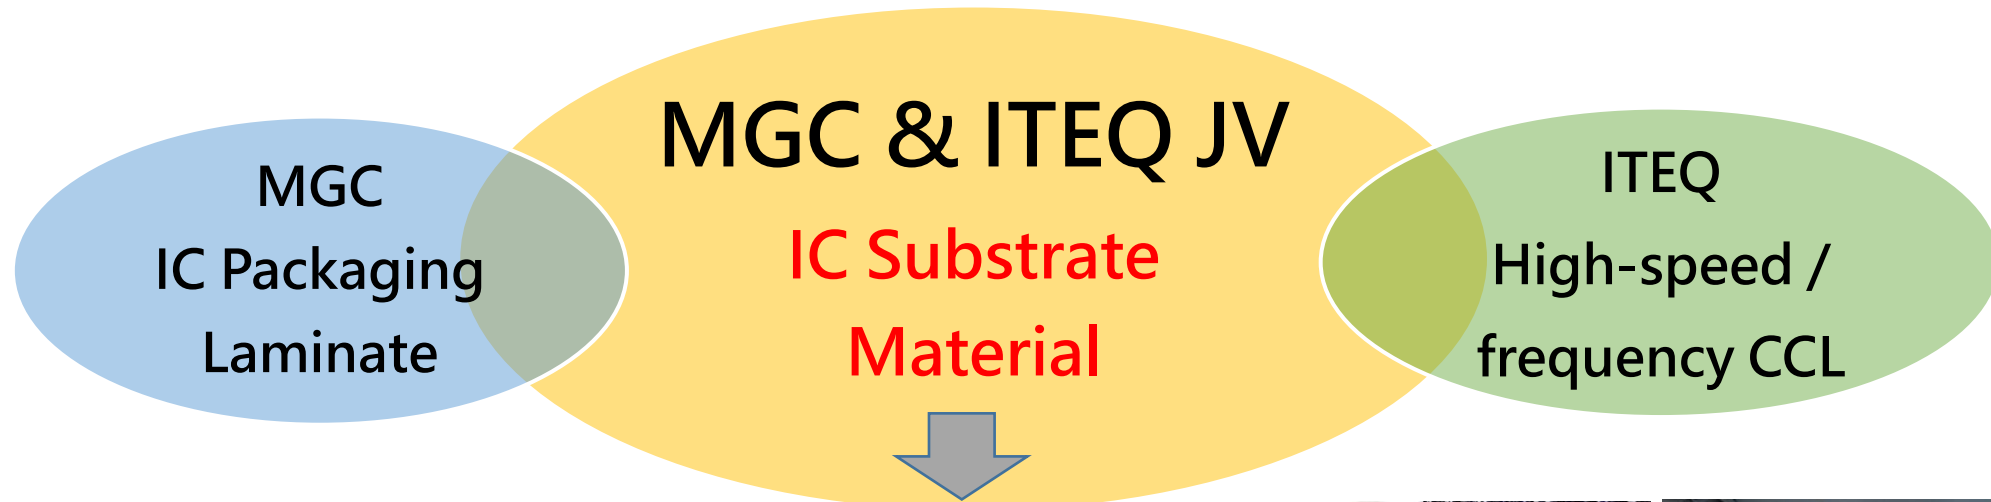 MGC
IC Packaging
Laminate
MGC & ITEQ JV
IC Substrate
Material
ITEQ
High-speed /
frequency CCL